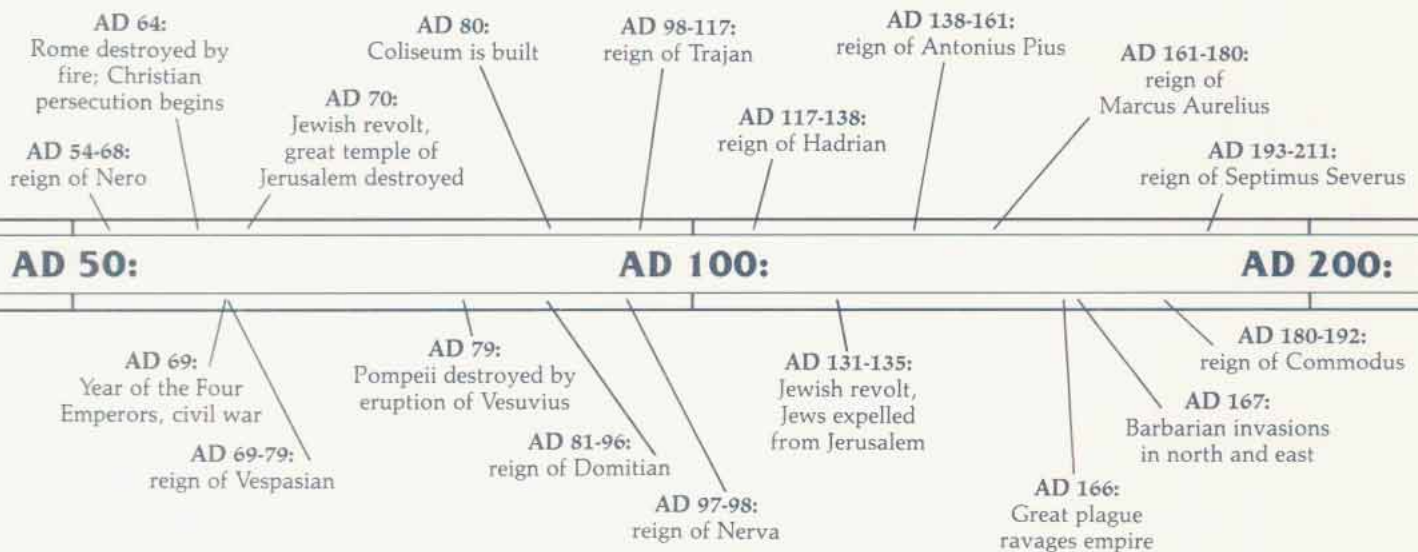 AD 64:
Rome destroyed by
fire; Christian
persecution begins
AD 54-68:
reign of Nero
AD 70:
Jewish revolt,
great temple of
Jerusalem destroyed
AD 80:
Coliseum is built
AD 98-117:
reign of Trajan
AD 117-138:
reign of Hadrian
AD 138-161:
reign of Antonius Pius
AD 161-180:
reign of
Marcus Aurelius
AD 193-211:
reign of Septimus Severus
AD 50:
AD 100:
AD 200:
AD 69:
Year of the Four
Emperors, civil war
AD 69-79:
reign of Vespasian
AD 79:
Pompeii destroyed by
eruption of Vesuvius
AD 81-96:
reign of Domitian
AD 97-98:
reign of Nerva
AD 131-135:
Jewish revolt,
Jews expelled
from Jerusalem
AD 166:
Great plague
ravages empire
AD 167:
Barbarian invasions
in north and east
AD 180-192:
reign of Commodus